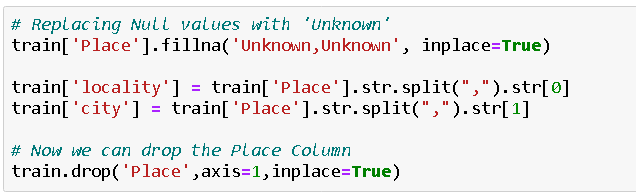 # Replacing Null values with 'Unknown'
train['Place'].fillna('Unknown,Unknown', inplace=True)
train['locality'] = train['Place'].str.split(",").str[0]
train['city'] = train['Place'].str.split(",").str[1]
# Now we can drop the Place Column
train.drop('Place',axis=1,inplace=True)